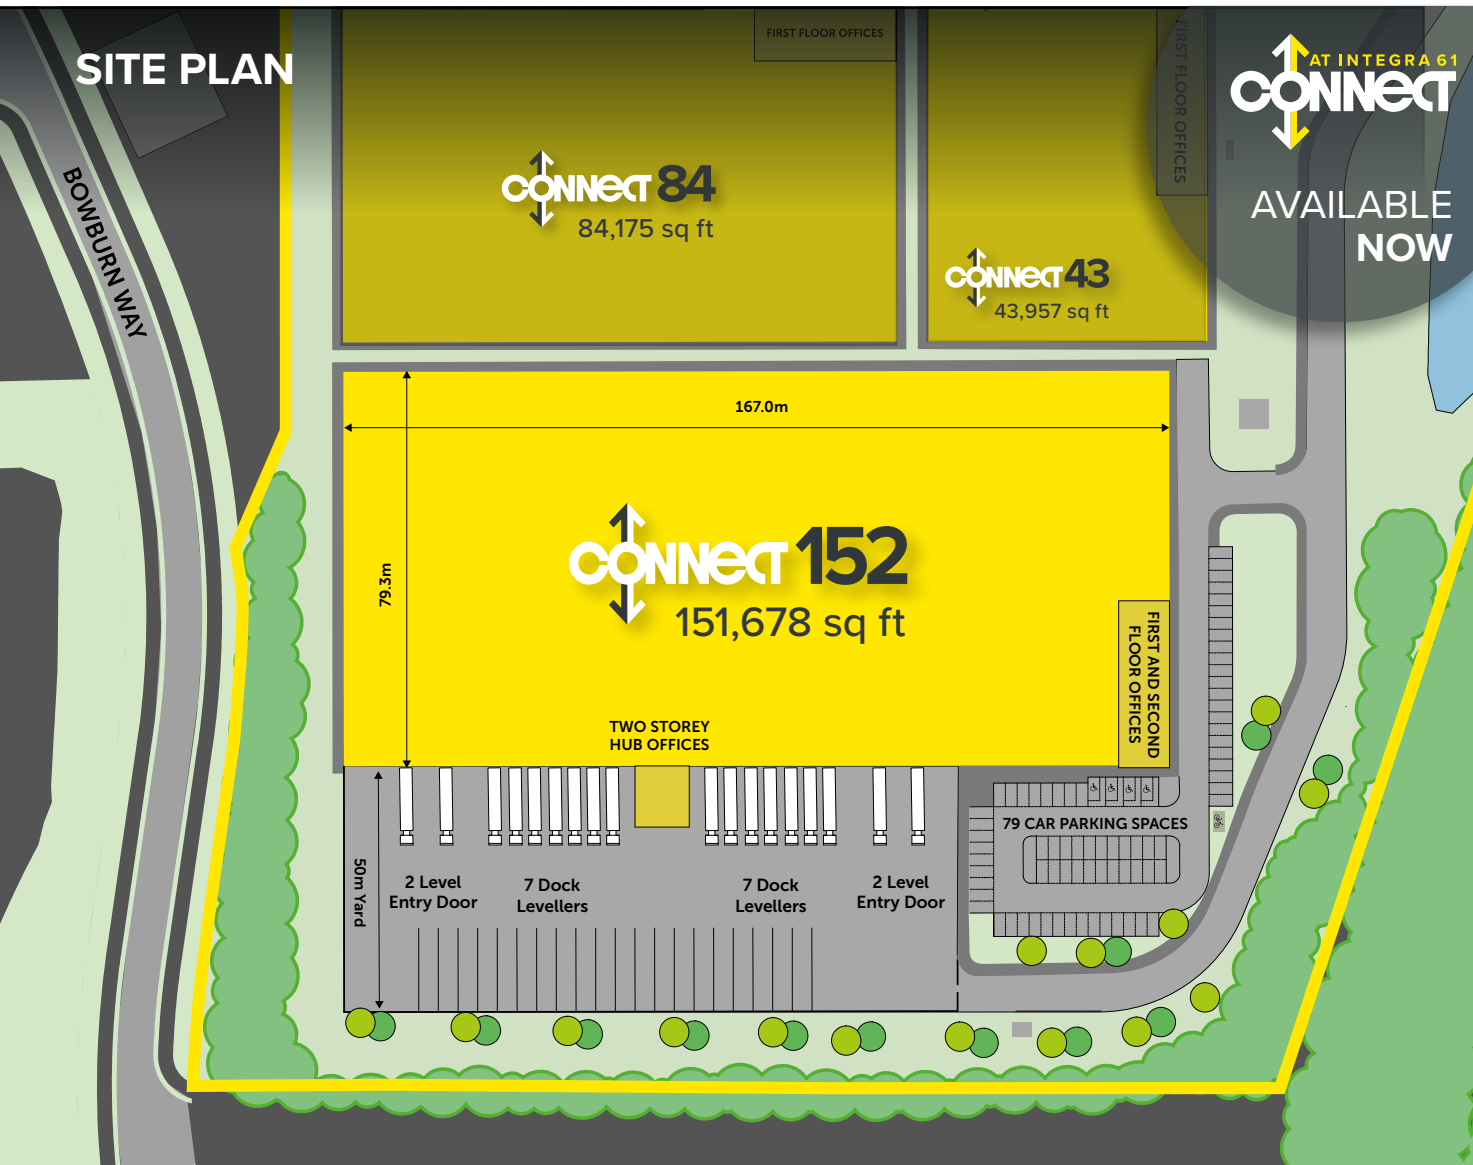 SITE PLAN
FIRST FLOOR OFFICES
FIRST FLOOR OFFICES
AT INTEGRA 61
CONNECT
AVAILABLE
NOW
BOWBURN WAY
CONNECT 84
84,175 sq ft
CONNECT 43
43,957 sq ft
167.0m
79.3m
CONNECT 152
151,678 sq ft
FIRST AND SECOND
FLOOR OFFICES
TWO STOREY
HUB OFFICES
79 CAR PARKING SPACES
50m Yard
2 Level
Entry Door
7 Dock
Levellers
7 Dock
Levellers
2 Level
Entry Door